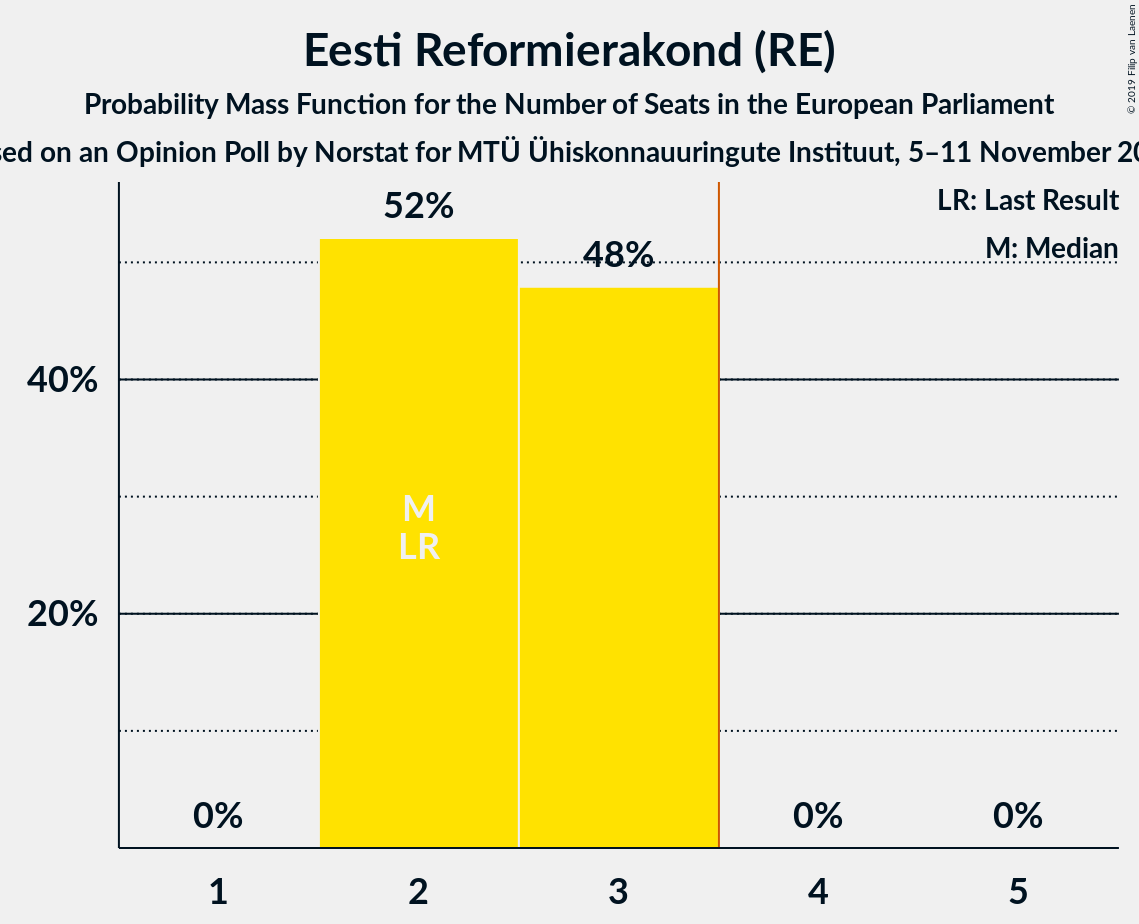 Eesti Reformierakond (RE)
Probability Mass Function for the Number of Seats in the European Parliament
on an Opinion Poll by Norstat for MTÜ Ühiskonnauuringute Instituut, 5–11 November
© 2019 Filip van Laenen
LR: Last Result
M: Median
52%
48%
40%
20%
M
LR
0%
0%
0%
1
2
3
4
5